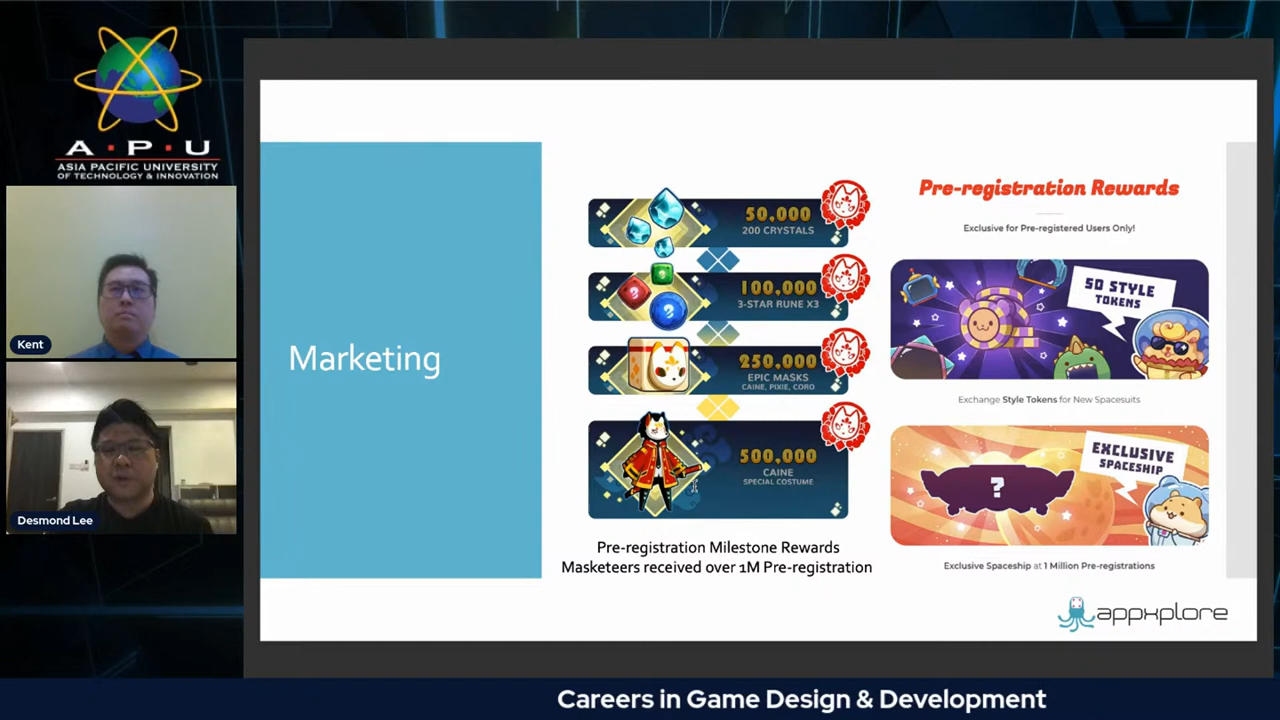 A·P·U
ASIA PACIFIC UNIVERSITY
OF TECHNOLOGY & INNOVATION
Kent
Desmond Lee
Marketing
50,000
200 CRYSTALS
100,000
3-STAR RUNE X3
250,000
EPIC MASKS
CAINE, PIXIE, CORO
500,000
CAINE
SPECIAL COSTUME
Pre-registration Milestone Rewards
Masketeers received over 1M Pre-registration
Pre-registration Rewards
Exclusive for Pre-registered Users Only!
50 STYLE
TOKENS
Exchange Style Tokens for New Spacesuits
EXCLUSIVE
SPACESHIP
?
Exclusive Spaceship at 1 Million Pre-registrations
appxplore
Careers in Game Design & Development